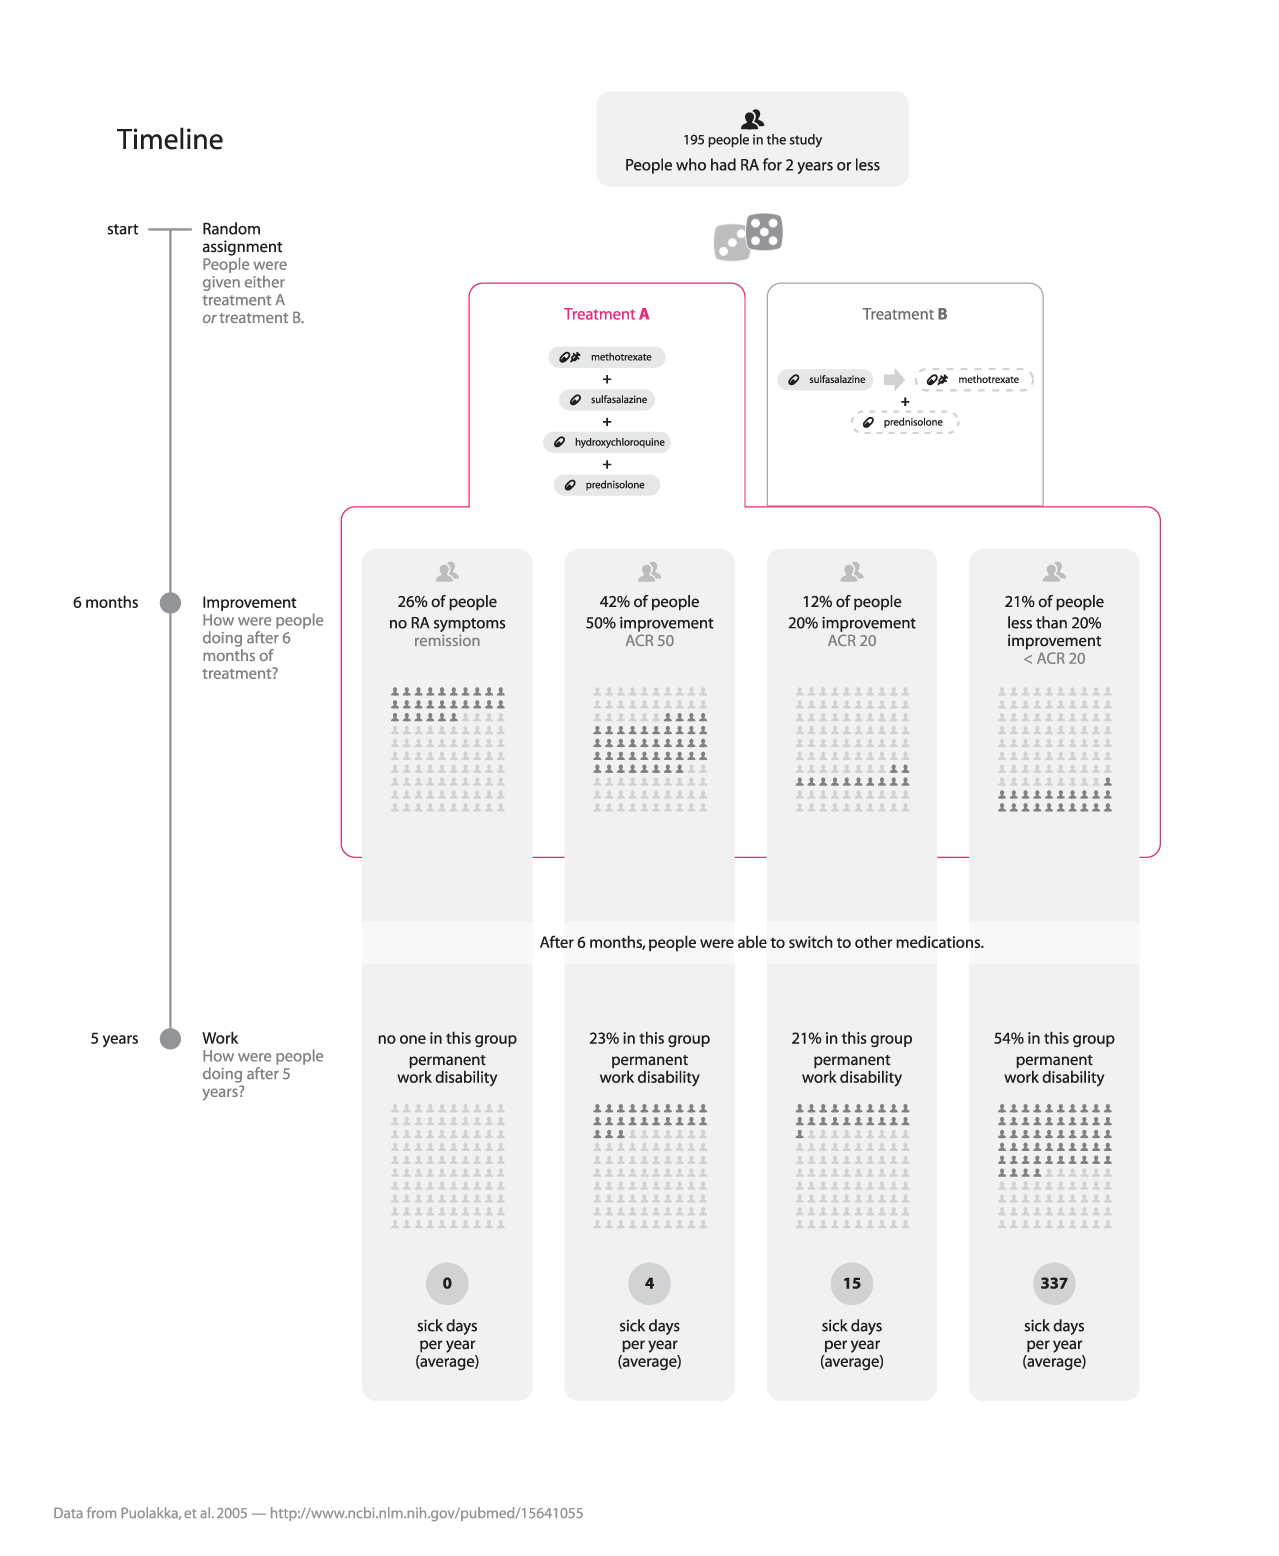 Timeline
195 people in the study
People who had RA for 2 years or less
start
Random
assignment
People were
given either
treatment A
or treatment B.
Treatment A
methotrexate
+
sulfasalazine
+
hydroxychloroquine
+
prednisolone
Treatment B
sulfasalazine
methotrexate
+
prednisolone
6 months
Improvement
How were people
doing after 6
months of
treatment?
26% of people
no RA symptoms
remission
42% of people
50% improvement
ACR 50
12% of people
20% improvement
ACR 20
21% of people
less than 20%
improvement
< ACR 20
After 6 months, people were able to switch to other medications.
5 years
Work
How were people
doing after 5
years?
no one in this group
permanent
work disability
23% in this group
permanent
work disability
21% in this group
permanent
work disability
54% in this group
permanent
work disability
0
sick days
per year
(average)
4
sick days
per year
(average)
15
sick days
per year
(average)
337
sick days
per year
(average)
Data from Puolakka, et al. 2005 — http://www.ncbi.nlm.nih.gov/pubmed/15641055